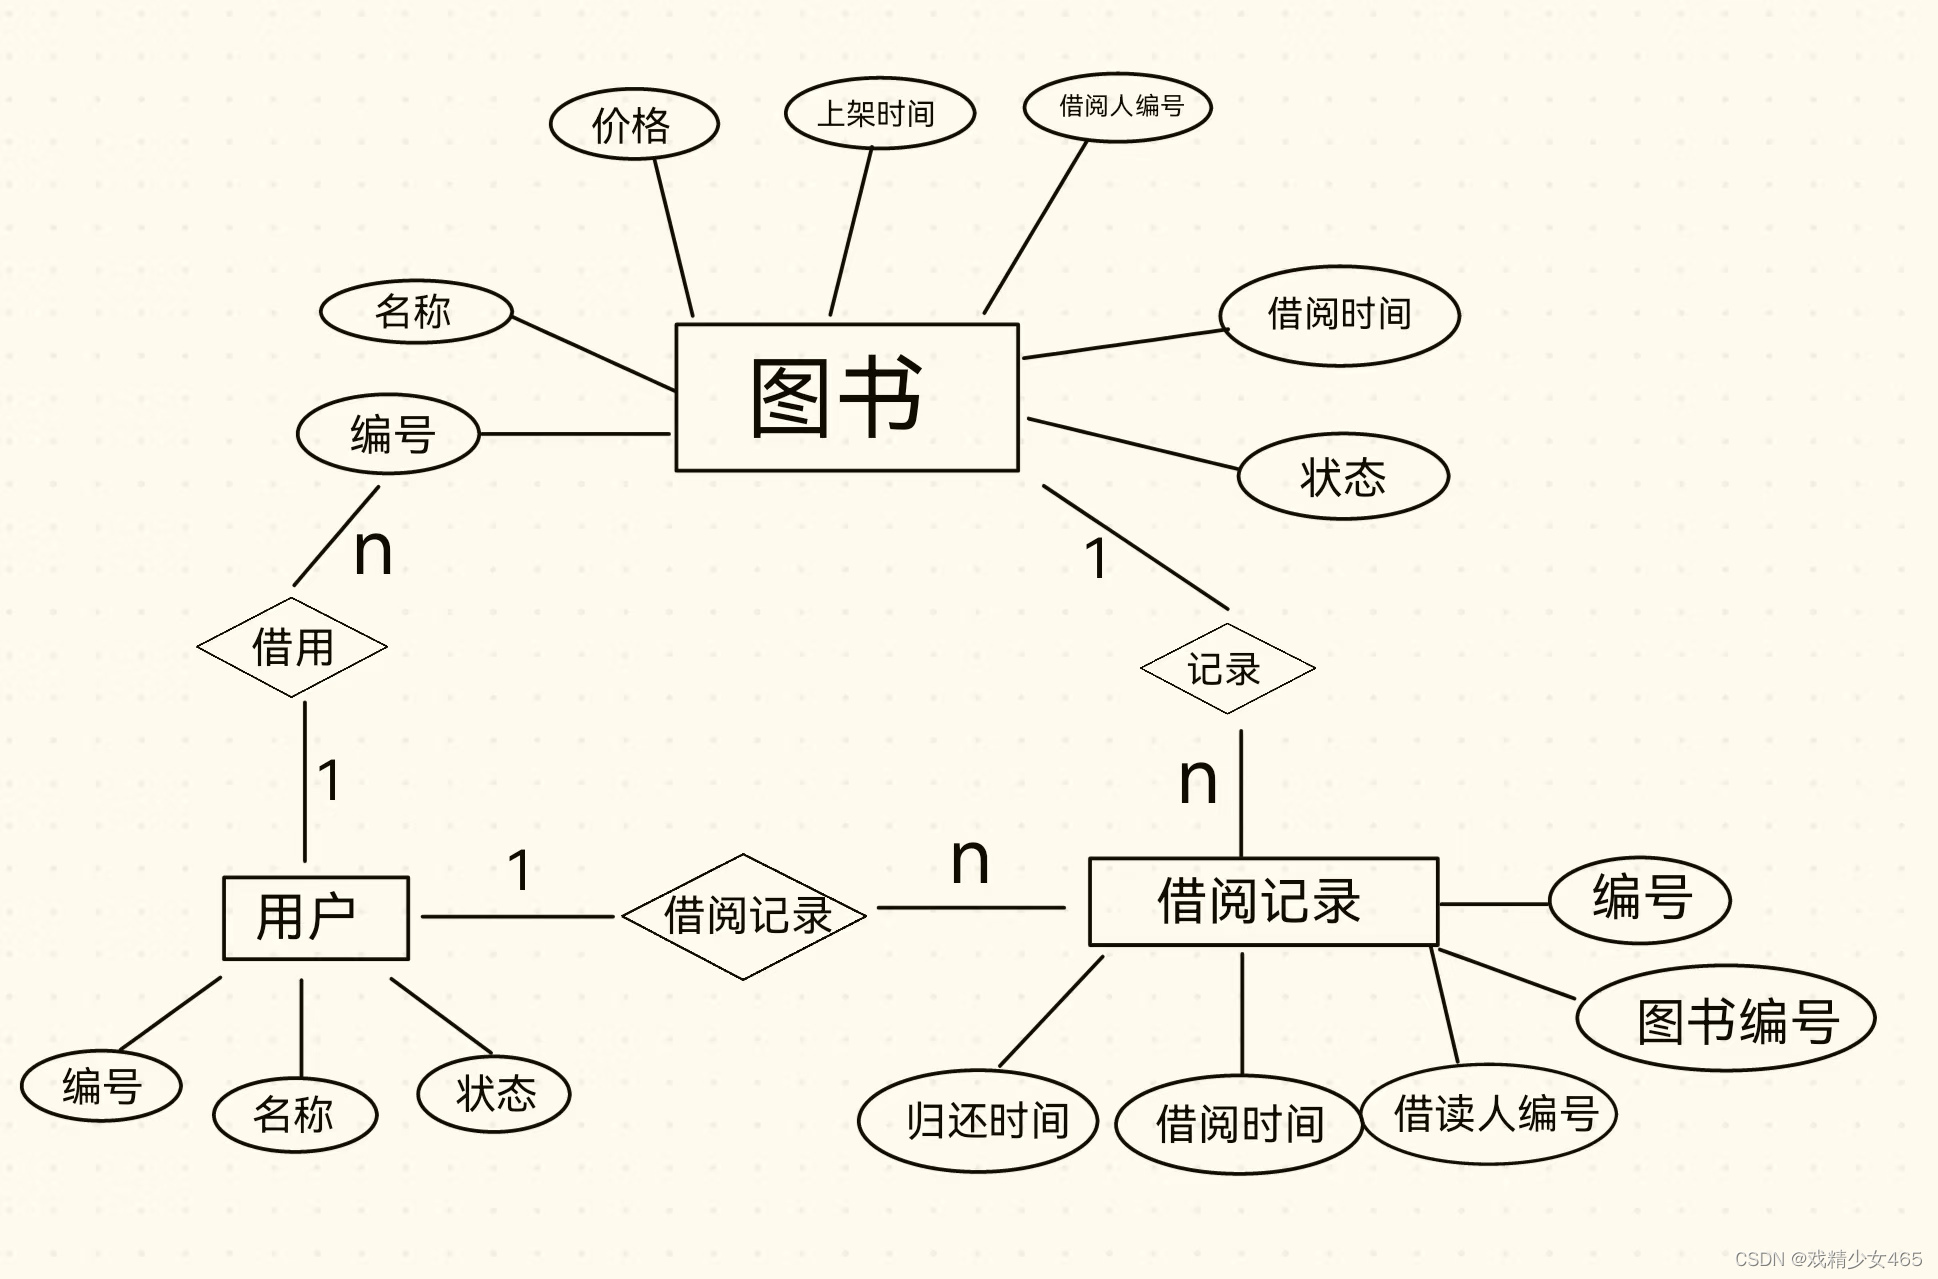 价格
上架时间
借阅人编号
名称
借阅时间
图书
编号
状态
n
1
借用
记录
1
n
1
n
用户
借阅记录
借阅记录
编号
图书编号
编号
名称
状态
归还时间
借阅时间
借读人编号
CSDN @戏精少女465